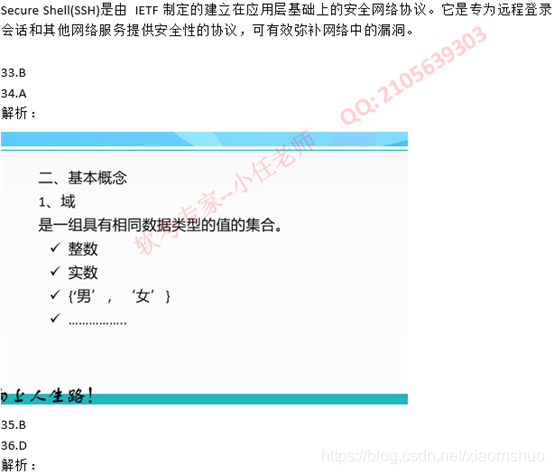 Secure Shell(SSH)是由 IETF 制定的建立在应用层基础上的安全网络协议。它是专为远程登录
会话和其他网络服务提供安全性的协议，可有效弥补网络中的漏洞。
QQ: 2105639303
33.B
34.A
解析：
软考专家--小任老师
二、基本概念
1、域
是一组具有相同数据类型的值的集合。
✓ 整数
✓ 实数
✓ {‘男’，‘女’}
✓ ……………..
上人生路！
35.B
36.D
解析：
https://blog.csdn.net/xiaomshuo